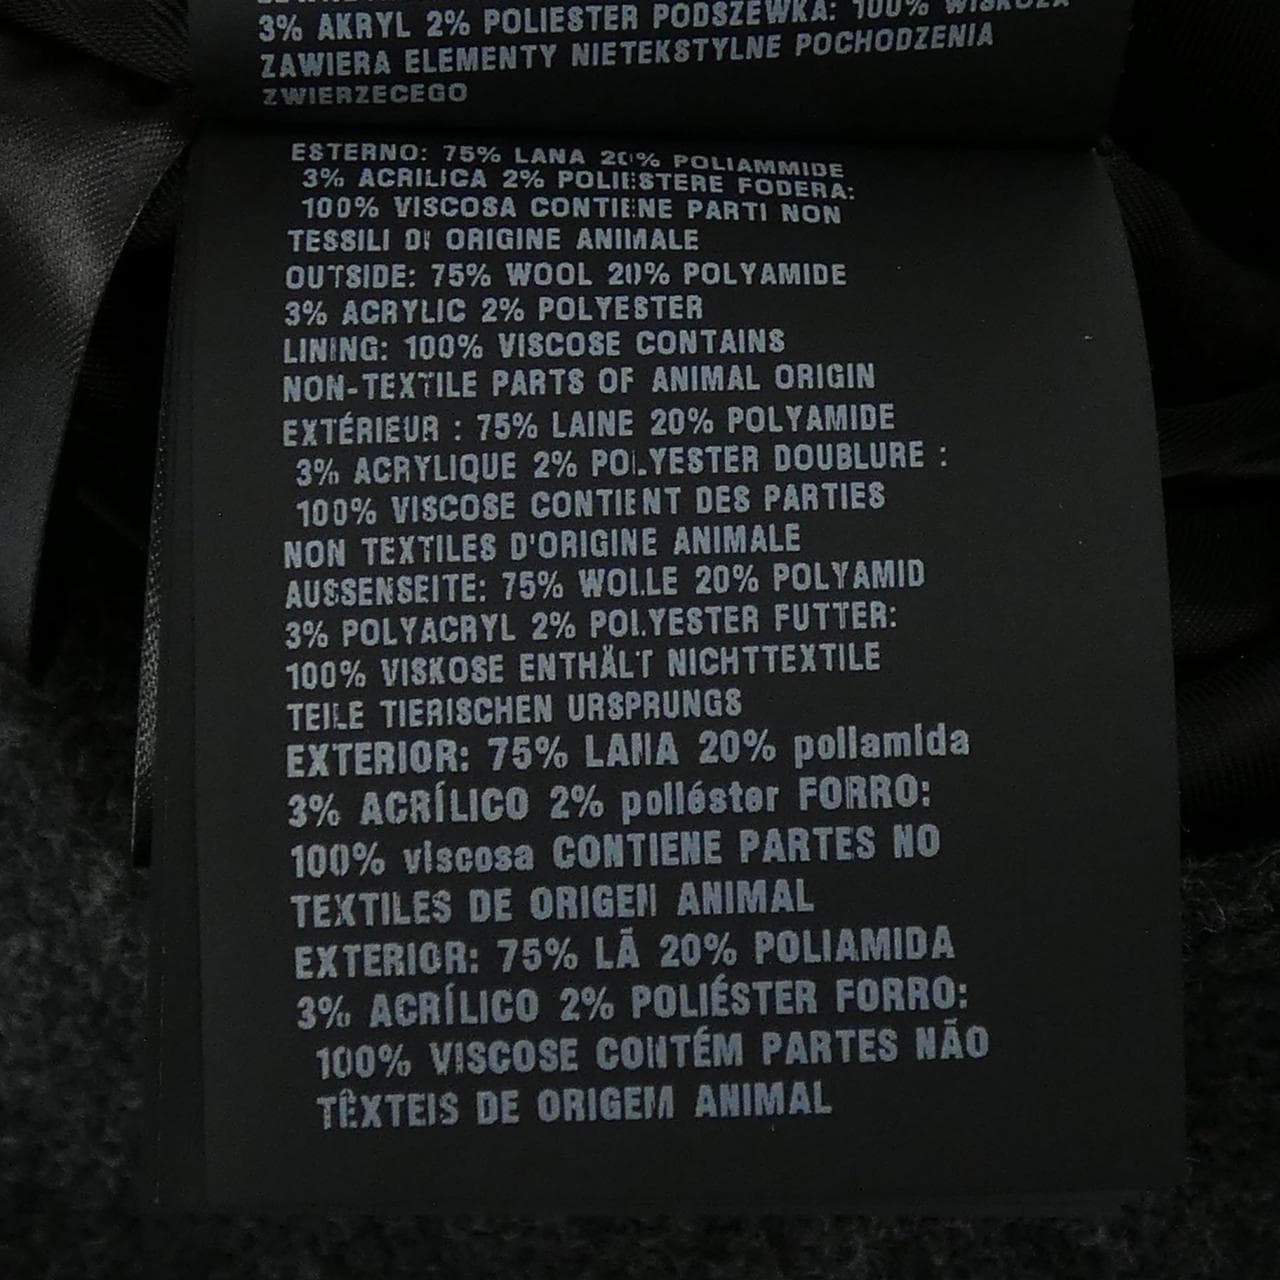 3% AKRYL 2% POLIESTER PODSZEWKA: 100% WISKOZA
ZAWIERA ELEMENTY NIETEKSTYLNE POCHODZENIA
ZWIERZECEGO
ESTERNO: 75% LANA 20% POLIAMMIDE
3% ACRILICA 2% POLIESTERE FODERA:
100% VISCOSA CONTIENE PARTI NON
TESSILI DI ORIGINE ANIMALE
OUTSIDE: 75% WOOL 20% POLYAMIDE
3% ACRYLIC 2% POLYESTER
LINING: 100% VISCOSE CONTAINS
NON-TEXTILE PARTS OF ANIMAL ORIGIN
EXTÉRIEUR : 75% LAINE 20% POLYAMIDE
3% ACRYLIQUE 2% POLYESTER DOUBLURE :
100% VISCOSE CONTIENT DES PARTIES
NON TEXTILES D'ORIGINE ANIMALE
AUSSENSEITE: 75% WOLLE 20% POLYAMID
3% POLYACRYL 2% POLYESTER FUTTER:
100% VISKOSE ENTHÄLT NICHTTEXTILE
TEILE TIERISCHEN URSPRUNGS
EXTERIOR: 75% LANA 20% poliamida
3% ACRÍLICO 2% poliéster FORRO:
100% viscosa CONTIENE PARTES NO
TEXTILES DE ORIGEN ANIMAL
EXTERIOR: 75% LÃ 20% POLIAMIDA
3% ACRÍLICO 2% POLIÉSTER FORRO:
100% VISCOSE CONTÉM PARTES NÃO
TÊXTEIS DE ORIGEM ANIMAL